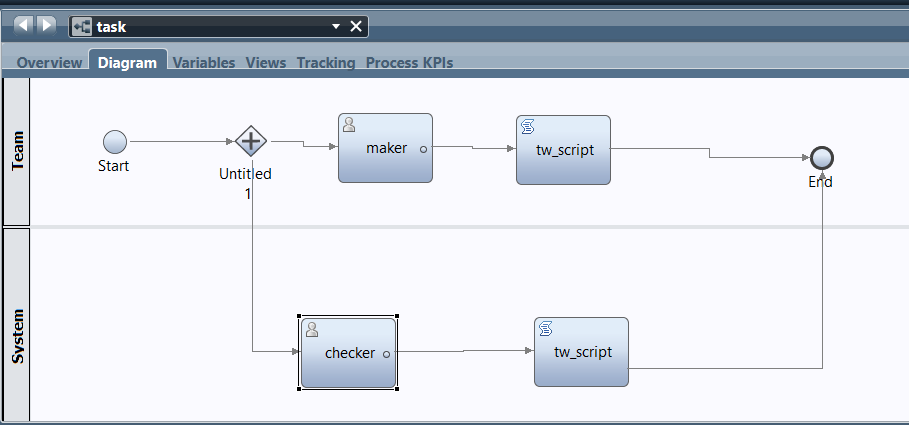 task
Overview Diagram Variables Views Tracking Process KPIs
Team
Start
Untitled
1
maker
tw_script
End
System
checker
tw_script